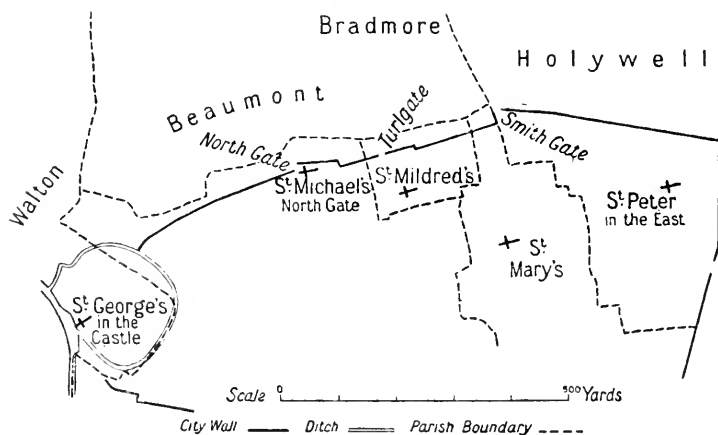 Bradmore
Holywell
Beaumont
Turlgate
North Gate
Smith Gate
St Michael's
North Gate
St Mildred's
Walton
St Peter
in the East
St
Mary's
St George's
in the
Castle
Scale 0 500 Yards
City Wall Ditch Parish Boundary